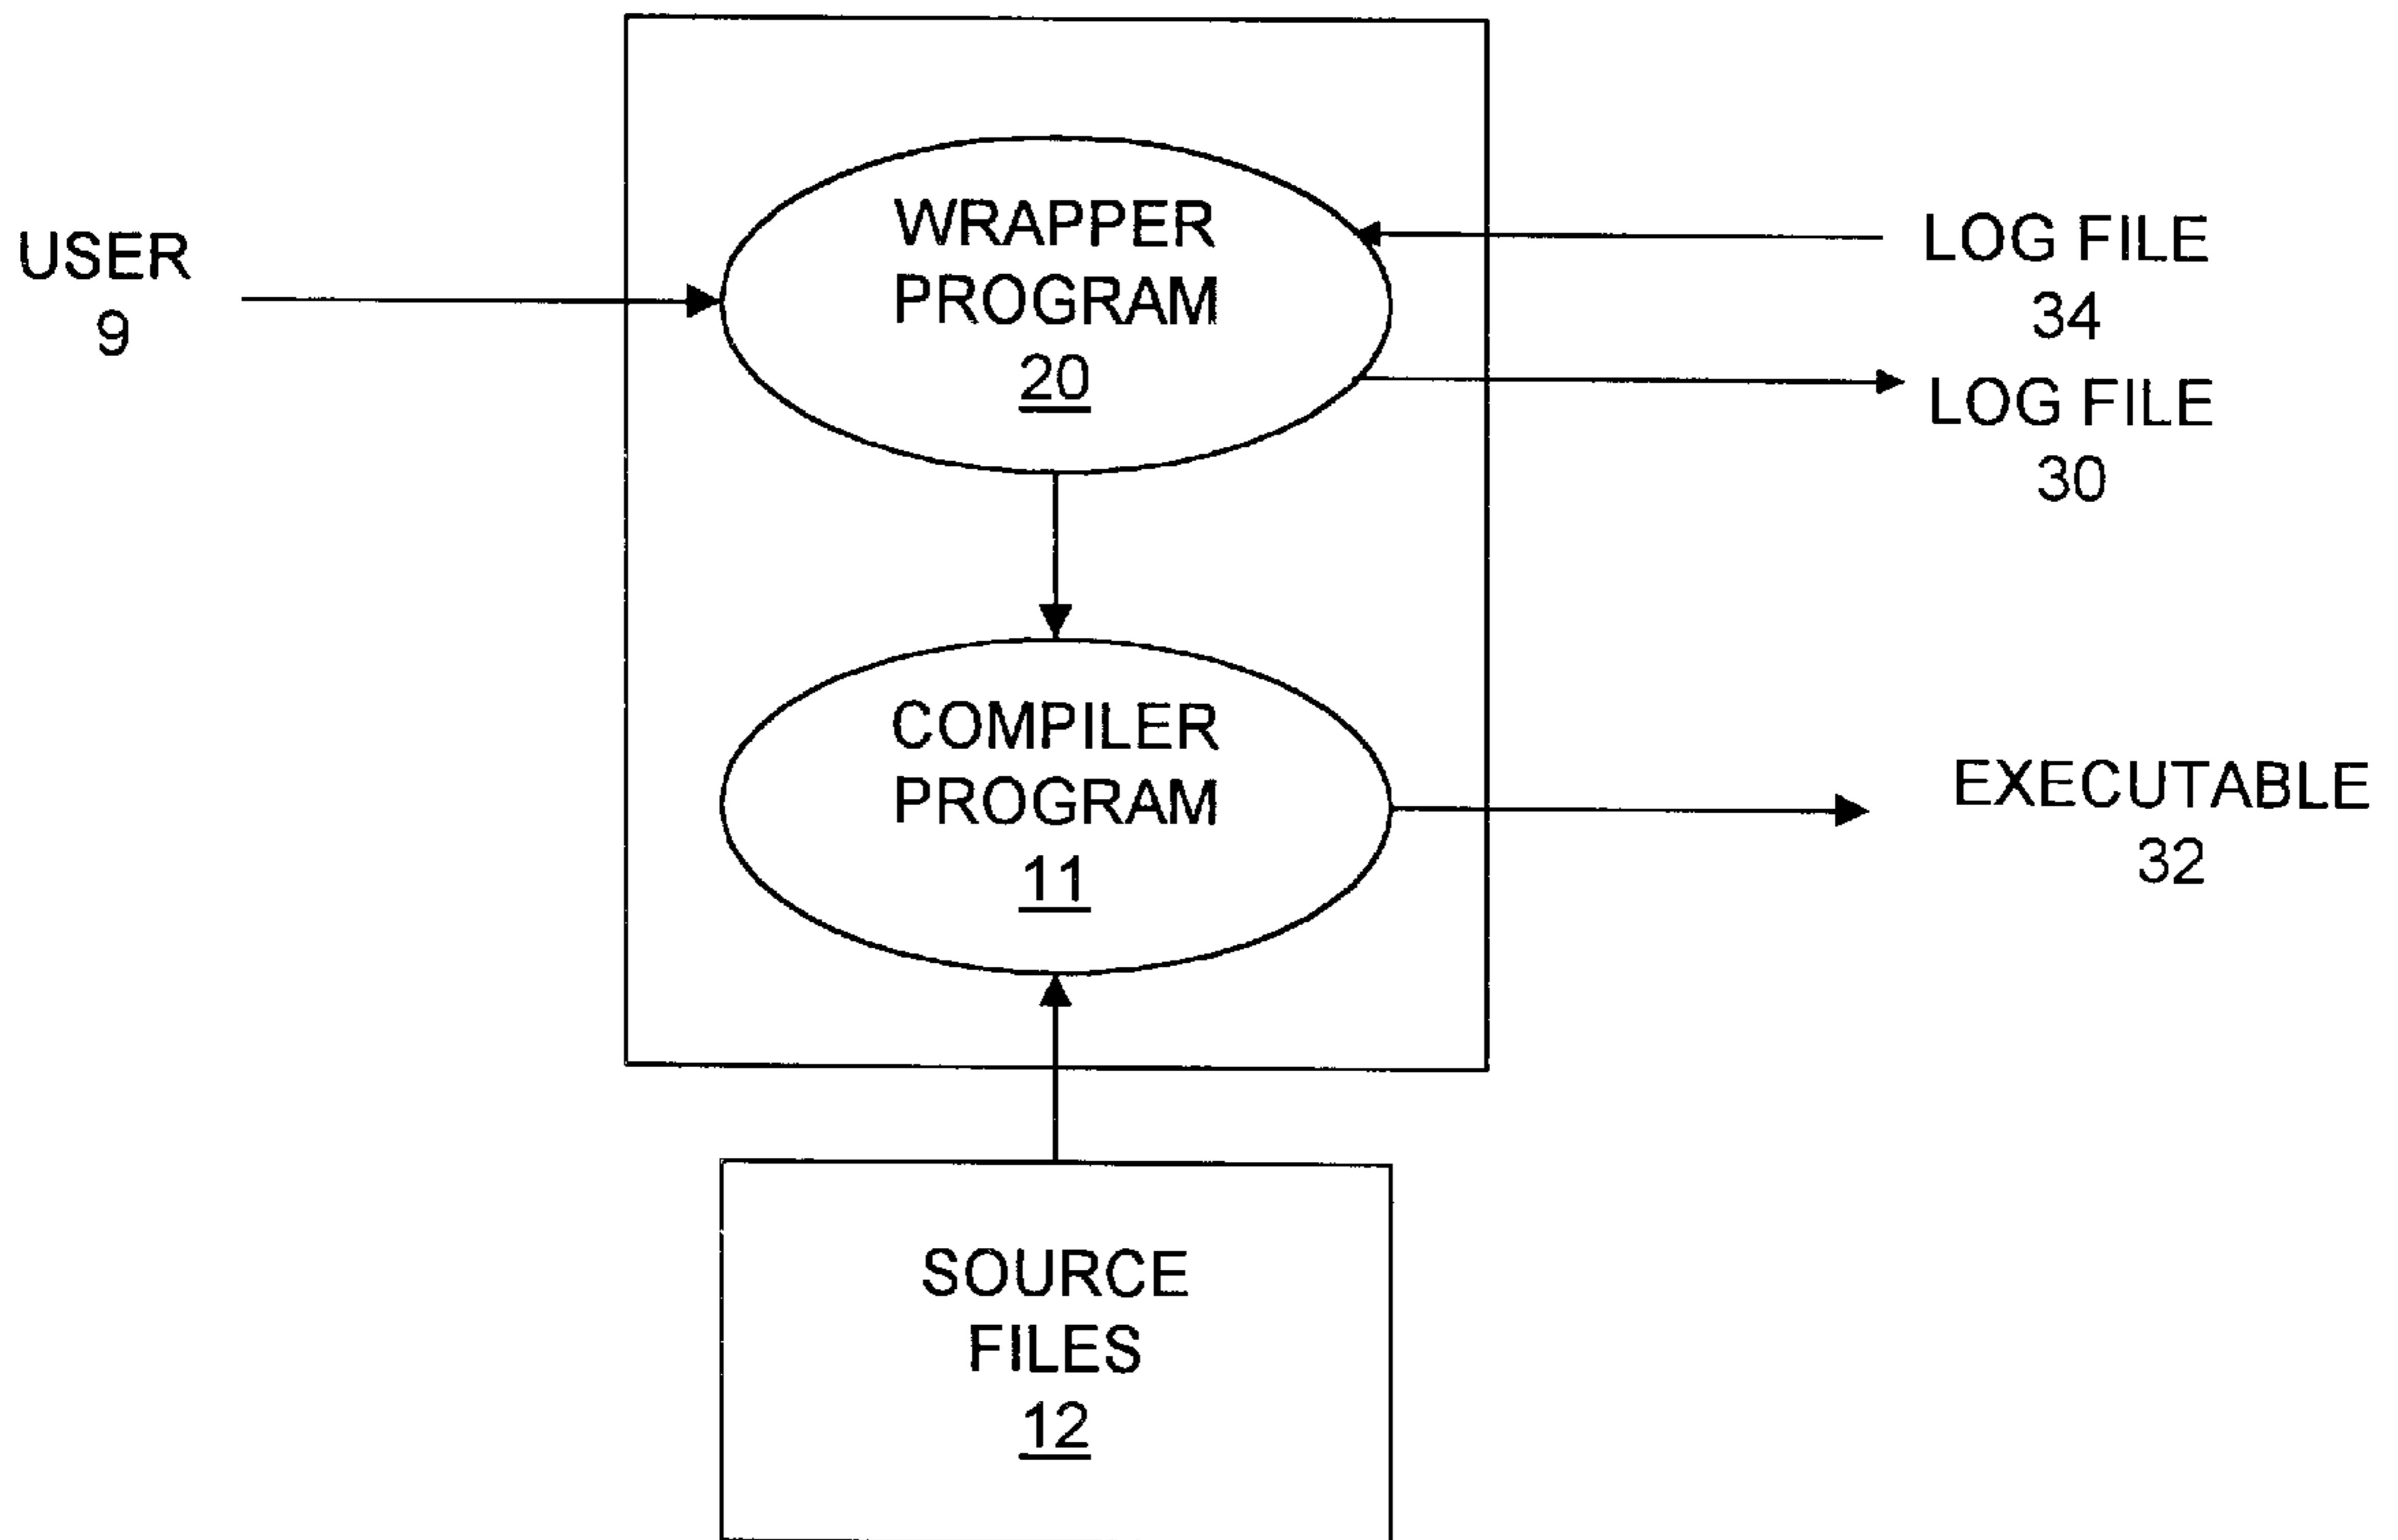 USER
9
WRAPPER
PROGRAM
20
LOG FILE
34
LOG FILE
30
COMPILER
PROGRAM
11
EXECUTABLE
32
SOURCE
FILES
12